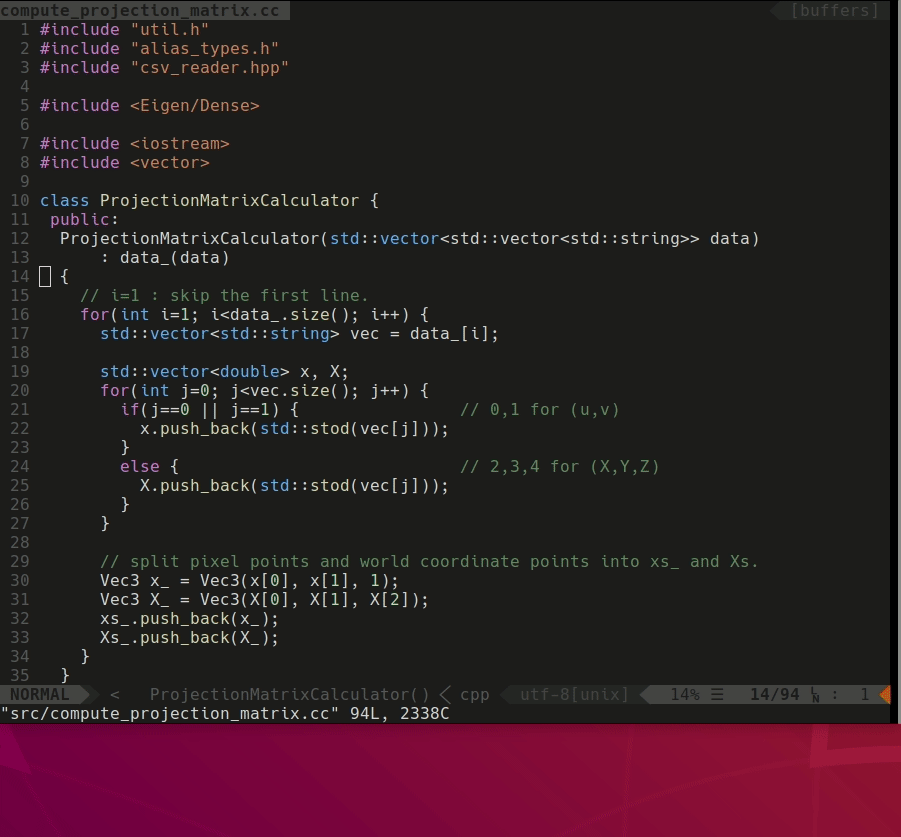 compute_projection_matrix.cc [buffers]
1 #include "util.h"
2 #include "alias_types.h"
3 #include "csv_reader.hpp"
4
5 #include <Eigen/Dense>
6
7 #include <iostream>
8 #include <vector>
9
10 class ProjectionMatrixCalculator {
11  public:
12   ProjectionMatrixCalculator(std::vector<std::vector<std::string>> data)
13       : data_(data)
14   {
15     // i=1 : skip the first line.
16     for(int i=1; i<data_.size(); i++) {
17       std::vector<std::string> vec = data_[i];
18
19       std::vector<double> x, X;
20       for(int j=0; j<vec.size(); j++) {
21         if(j==0 || j==1) {                // 0,1 for (u,v)
22           x.push_back(std::stod(vec[j]));
23         }
24         else {                            // 2,3,4 for (X,Y,Z)
25           X.push_back(std::stod(vec[j]));
26         }
27       }
28
29       // split pixel points and world coordinate points into xs_ and Xs.
30       Vec3 x_ = Vec3(x[0], x[1], 1);
31       Vec3 X_ = Vec3(X[0], X[1], X[2]);
32       xs_.push_back(x_);
33       Xs_.push_back(X_);
34     }
35   }
NORMAL < ProjectionMatrixCalculator() < cpp utf-8[unix] 14% ☰ 14/94 ㏑ : 1
"src/compute_projection_matrix.cc" 94L, 2338C